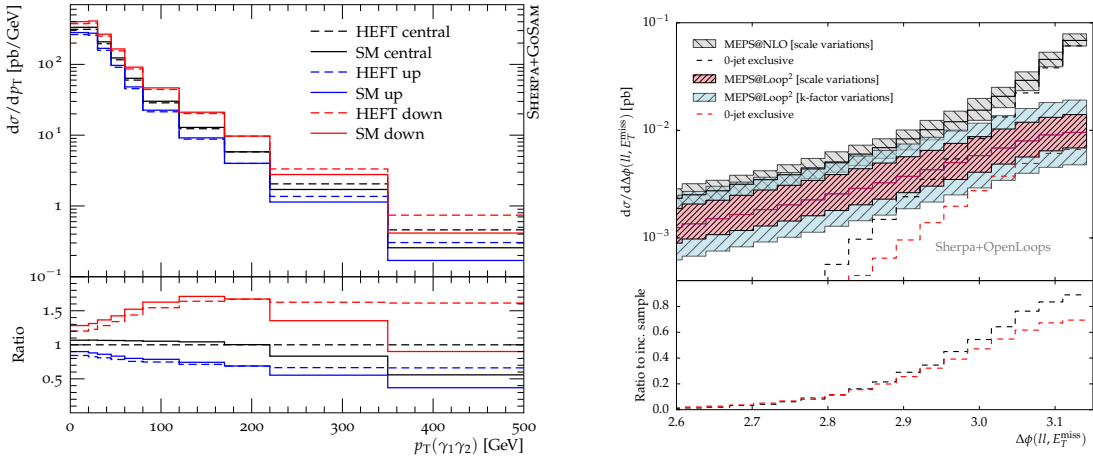 HEFT central
SM central
HEFT up
SM up
HEFT down
SM down
SHERPA+GOSAM
dσ/dpT [pb/GeV]
10²
10¹
1
10⁻¹
Ratio
1.5
1
0.5
0 100 200 300 400 500
pT(γ1γ2) [GeV]
MEPS@NLO [scale variations]
0-jet exclusive
MEPS@Loop² [scale variations]
MEPS@Loop² [k-factor variations]
0-jet exclusive
Sherpa+OpenLoops
dσ/dΔϕ(ll, E_T^miss) [pb]
10⁻¹
10⁻²
10⁻³
Ratio to inc. sample
0.8
0.6
0.4
0.2
0.0
2.6 2.7 2.8 2.9 3.0 3.1
Δϕ(ll, E_T^miss)